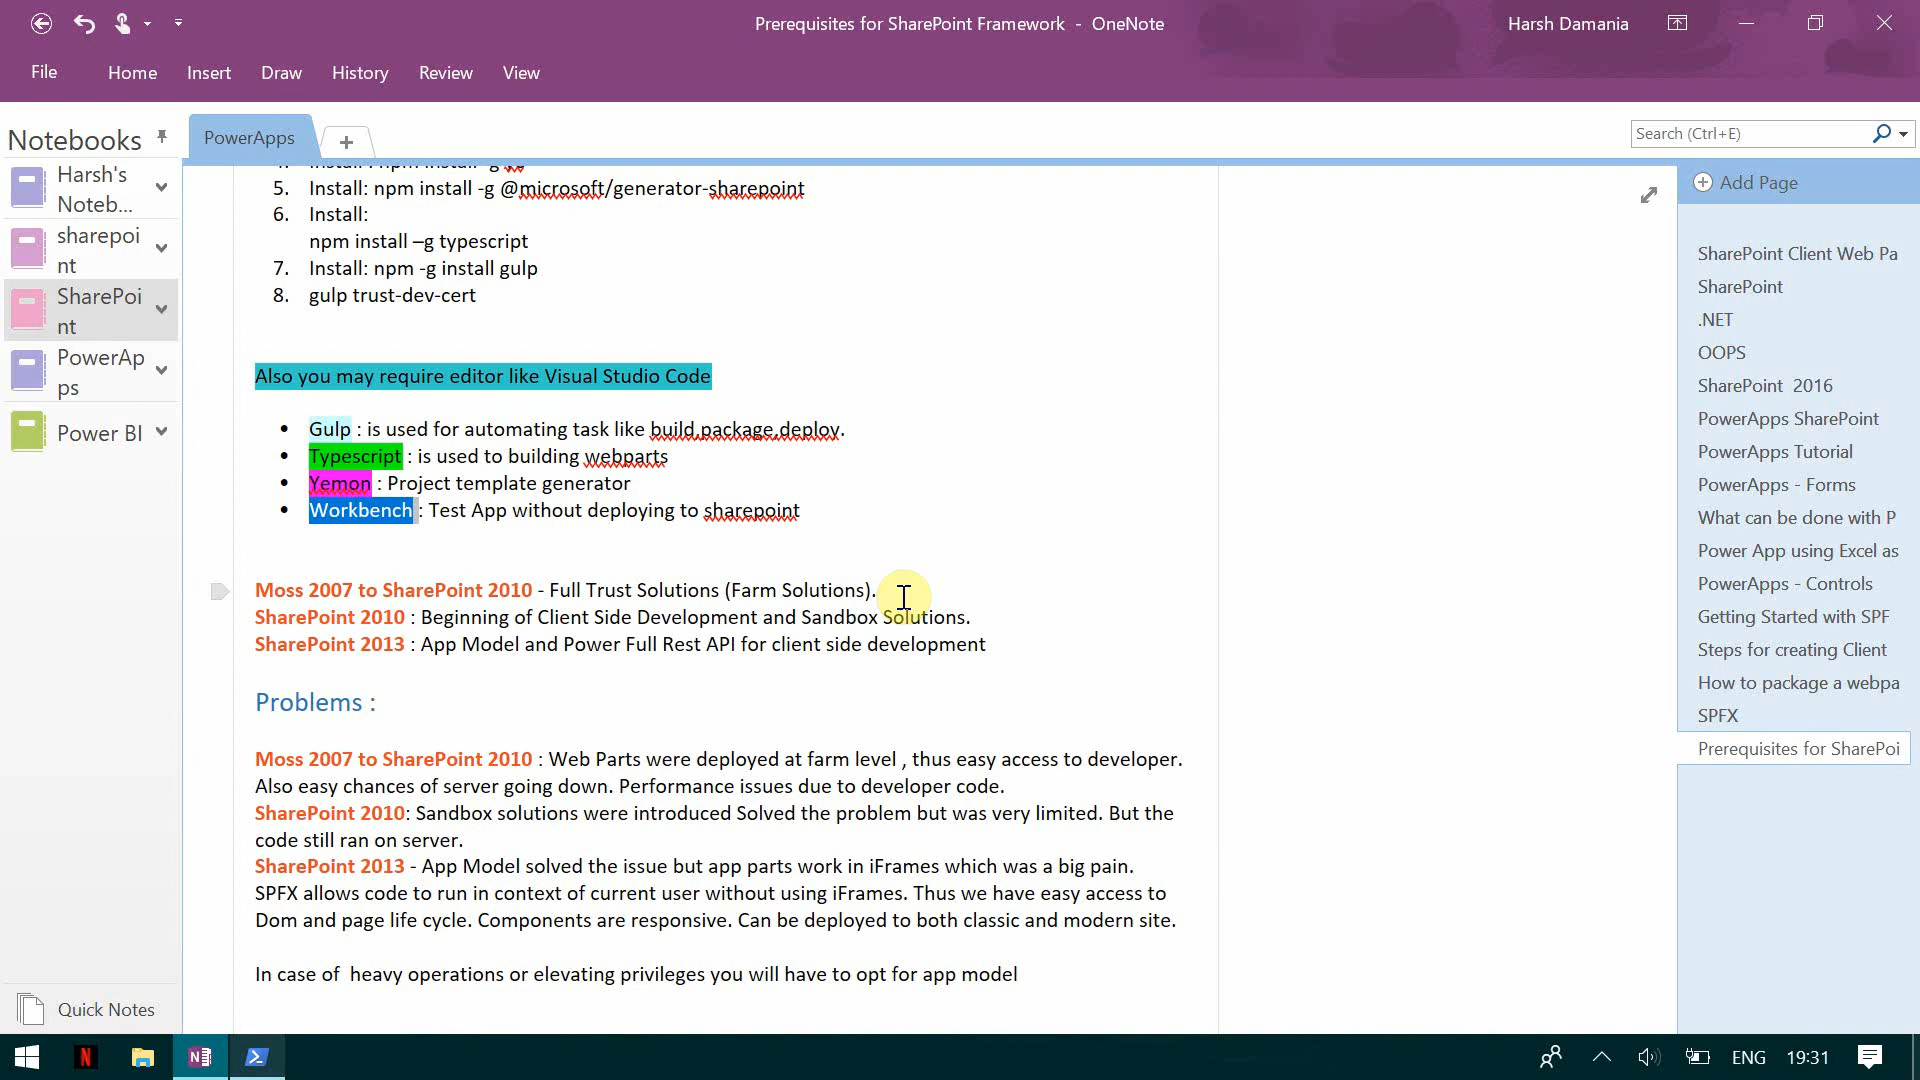 Prerequisites for SharePoint Framework - OneNote
Harsh Damania
File
Home
Insert
Draw
History
Review
View
Notebooks
PowerApps
Search (Ctrl+E)
Harsh's
Noteb...
sharepoi
nt
SharePoi
nt
PowerAp
ps
Power BI
Quick Notes
5. Install: npm install -g @microsoft/generator-sharepoint
6. Install:
npm install –g typescript
7. Install: npm -g install gulp
8. gulp trust-dev-cert
Also you may require editor like Visual Studio Code
• Gulp : is used for automating task like build,package,deploy.
• Typescript : is used to building webparts
• Yemon : Project template generator
• Workbench : Test App without deploying to sharepoint
Moss 2007 to SharePoint 2010 - Full Trust Solutions (Farm Solutions).
SharePoint 2010 : Beginning of Client Side Development and Sandbox Solutions.
SharePoint 2013 : App Model and Power Full Rest API for client side development
Problems :
Moss 2007 to SharePoint 2010 : Web Parts were deployed at farm level , thus easy access to developer.
Also easy chances of server going down. Performance issues due to developer code.
SharePoint 2010: Sandbox solutions were introduced Solved the problem but was very limited. But the
code still ran on server.
SharePoint 2013 - App Model solved the issue but app parts work in iFrames which was a big pain.
SPFX allows code to run in context of current user without using iFrames. Thus we have easy access to
Dom and page life cycle. Components are responsive. Can be deployed to both classic and modern site.
In case of heavy operations or elevating privileges you will have to opt for app model
Add Page
SharePoint Client Web Pa
SharePoint
.NET
OOPS
SharePoint 2016
PowerApps SharePoint
PowerApps Tutorial
PowerApps - Forms
What can be done with P
Power App using Excel as
PowerApps - Controls
Getting Started with SPF
Steps for creating Client
How to package a webpa
SPFX
Prerequisites for SharePoi
ENG
19:31